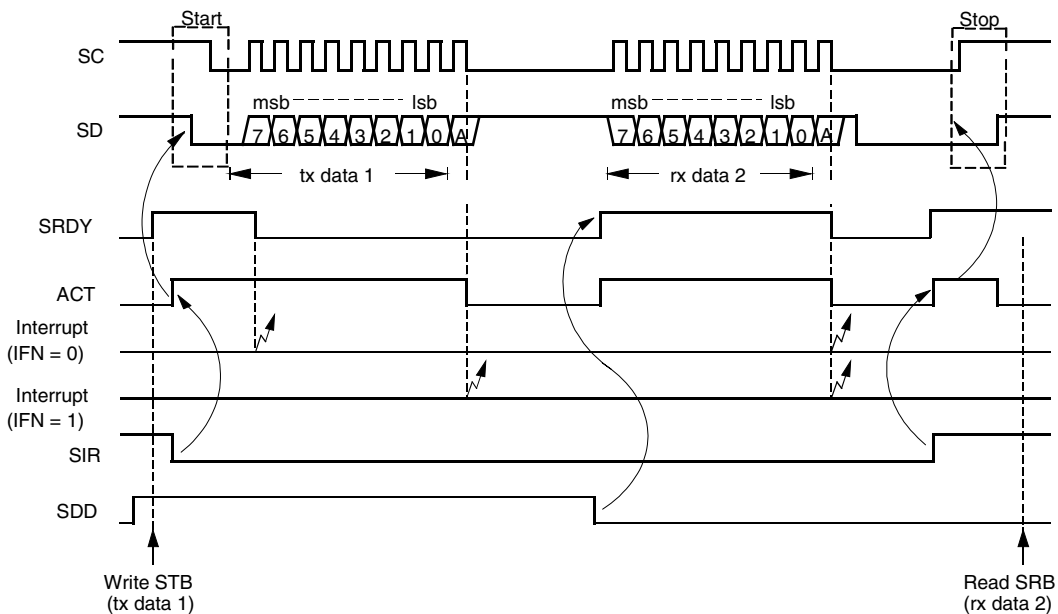 Start
Stop
SC
msb
lsb
msb
lsb
SD
7 6 5 4 3 2 1 0 A
7 6 5 4 3 2 1 0 A
tx data 1
rx data 2
SRDY
ACT
Interrupt
(IFN = 0)
Interrupt
(IFN = 1)
SIR
SDD
Write STB
(tx data 1)
Read SRB
(rx data 2)